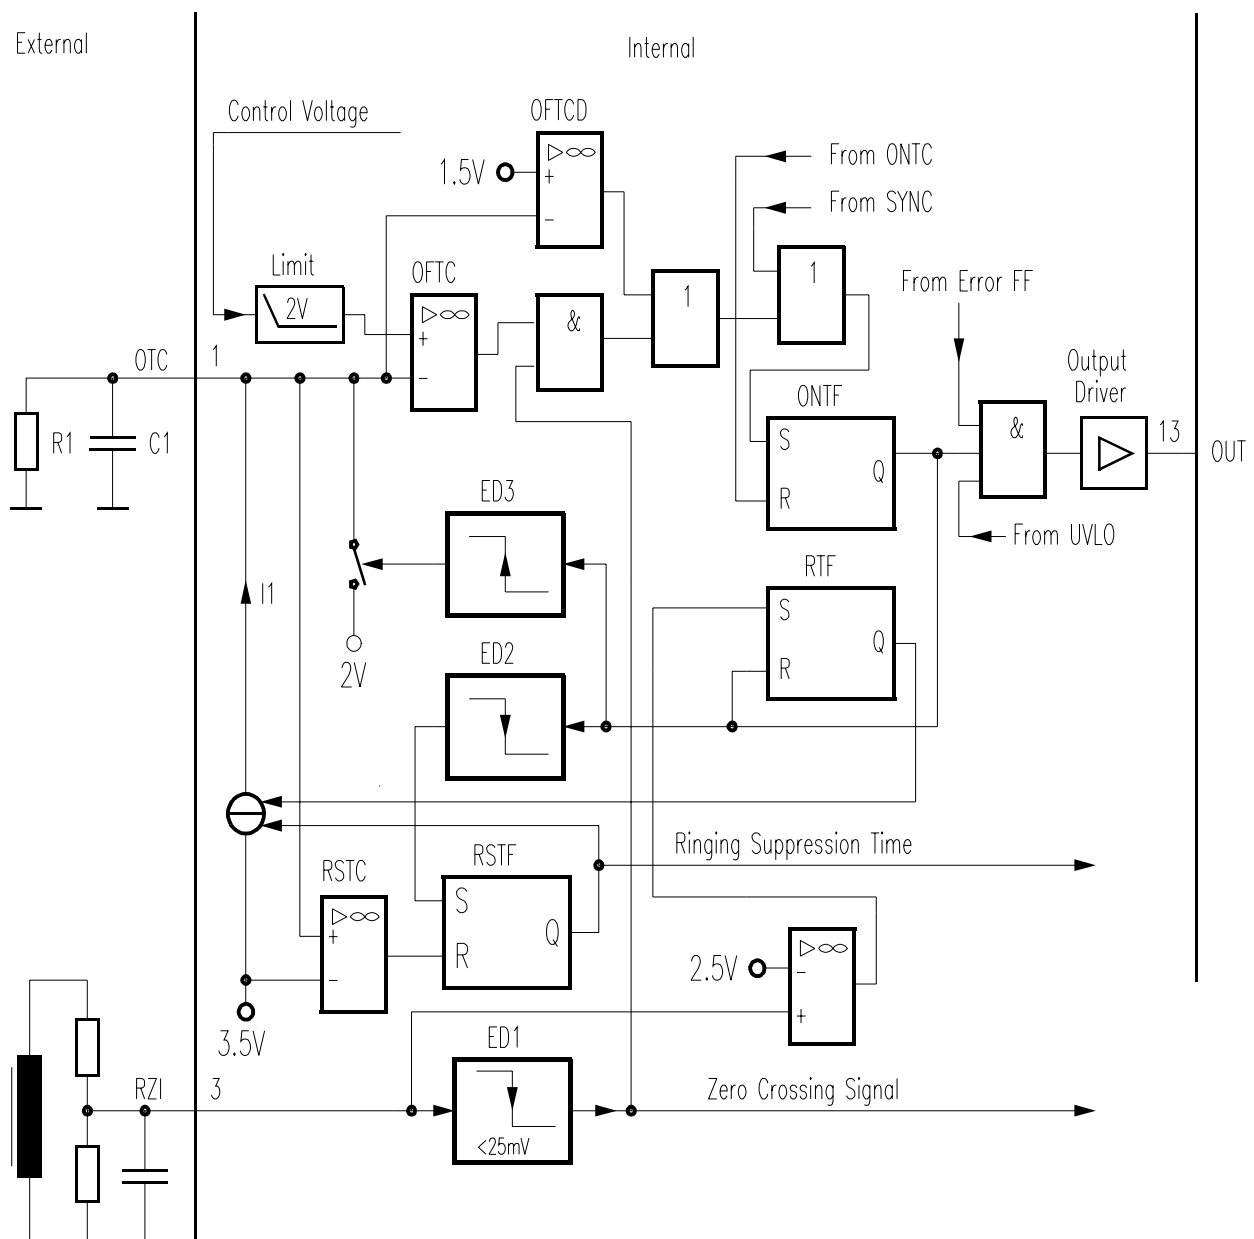 External
Internal
Control Voltage
OFTCD
1.5V
+
−
From ONTC
From SYNC
Limit
2V
OFTC
+
−
&
1
1
From Error FF
OTC
1
R1
C1
ONTF
S
R
Q
&
Output
Driver
13
OUT
From UVLO
ED3
RTF
S
R
Q
I1
2V
ED2
Ringing Suppression Time
RSTC
+
−
RSTF
S
R
Q
2.5V
−
+
3.5V
ED1
<25mV
RZI
3
Zero Crossing Signal